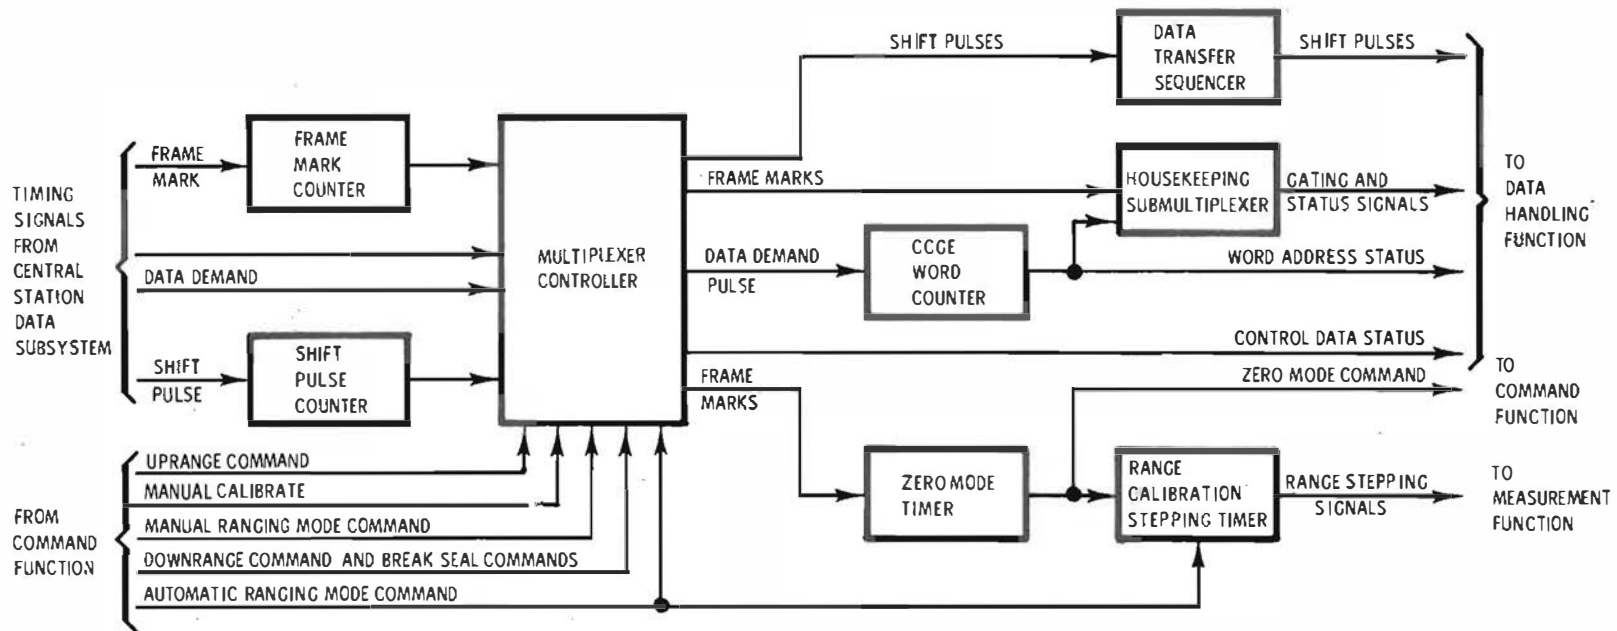 TIMING
SIGNALS
FROM
CENTRAL
STATION
DATA
SUBSYSTEM
FRAME
MARK
DATA DEMAND
SHIFT
PULSE
FRAME
MARK
COUNTER
SHIFT
PULSE
COUNTER
MULTIPLEXER
CONTROLLER
SHIFT PULSES
DATA
TRANSFER
SEQUENCER
SHIFT PULSES
FRAME MARKS
HOUSEKEEPING
SUBMULTIPLEXER
GATING AND
STATUS SIGNALS
TO
DATA
HANDLING
FUNCTION
DATA DEMAND
PULSE
CCGE
WORD
COUNTER
WORD ADDRESS STATUS
CONTROL DATA STATUS
FRAME
MARKS
ZERO MODE COMMAND
TO
COMMAND
FUNCTION
ZERO MODE
TIMER
RANGE
CALIBRATION
STEPPING TIMER
RANGE STEPPING
SIGNALS
TO
MEASUREMENT
FUNCTION
FROM
COMMAND
FUNCTION
UPRANGE COMMAND
MANUAL CALIBRATE
MANUAL RANGING MODE COMMAND
DOWNRANGE COMMAND AND BREAK SEAL COMMANDS
AUTOMATIC RANGING MODE COMMAND